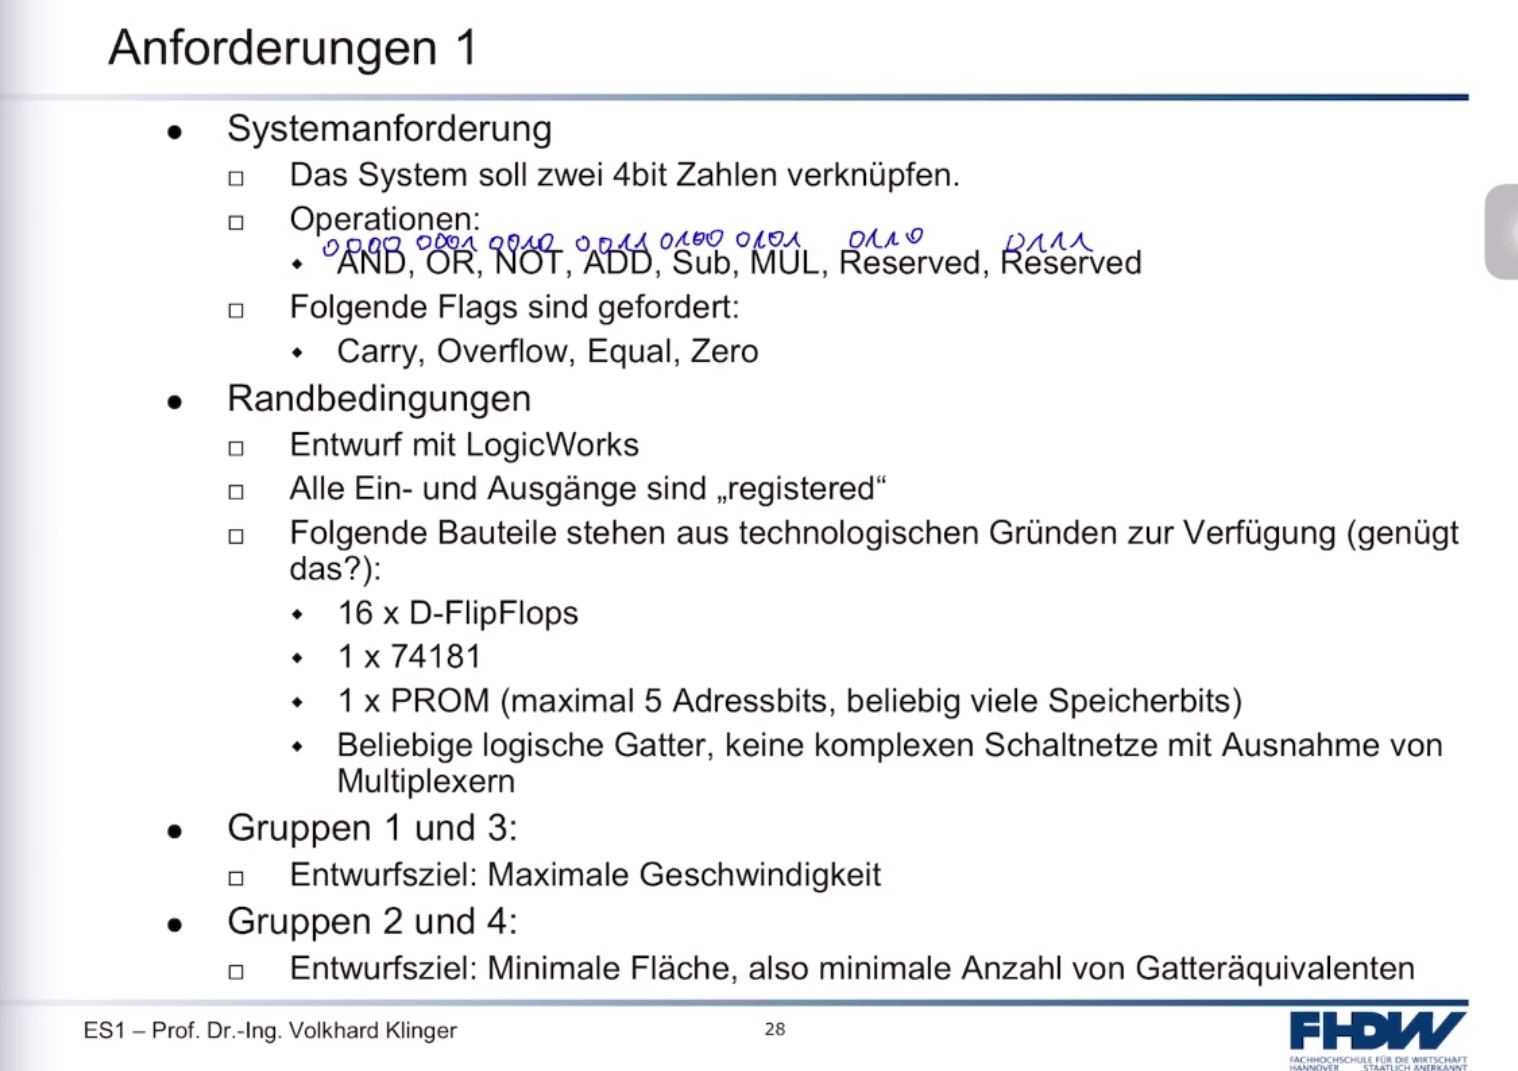 Anforderungen 1
● Systemanforderung
□ Das System soll zwei 4bit Zahlen verknüpfen.
□ Operationen:
0000 0001 0010 0011 0100 0101 0110 0111
◆ AND, OR, NOT, ADD, Sub, MUL, Reserved, Reserved
□ Folgende Flags sind gefordert:
◆ Carry, Overflow, Equal, Zero
● Randbedingungen
□ Entwurf mit LogicWorks
□ Alle Ein- und Ausgänge sind „registered“
□ Folgende Bauteile stehen aus technologischen Gründen zur Verfügung (genügt
das?):
◆ 16 x D-FlipFlops
◆ 1 x 74181
◆ 1 x PROM (maximal 5 Adressbits, beliebig viele Speicherbits)
◆ Beliebige logische Gatter, keine komplexen Schaltnetze mit Ausnahme von
Multiplexern
● Gruppen 1 und 3:
□ Entwurfsziel: Maximale Geschwindigkeit
● Gruppen 2 und 4:
□ Entwurfsziel: Minimale Fläche, also minimale Anzahl von Gatteräquivalenten
ES1 – Prof. Dr.-Ing. Volkhard Klinger
28
FHDW
FACHHOCHSCHULE FÜR DIE WIRTSCHAFT
HANNOVER STAATLICH ANERKANNT